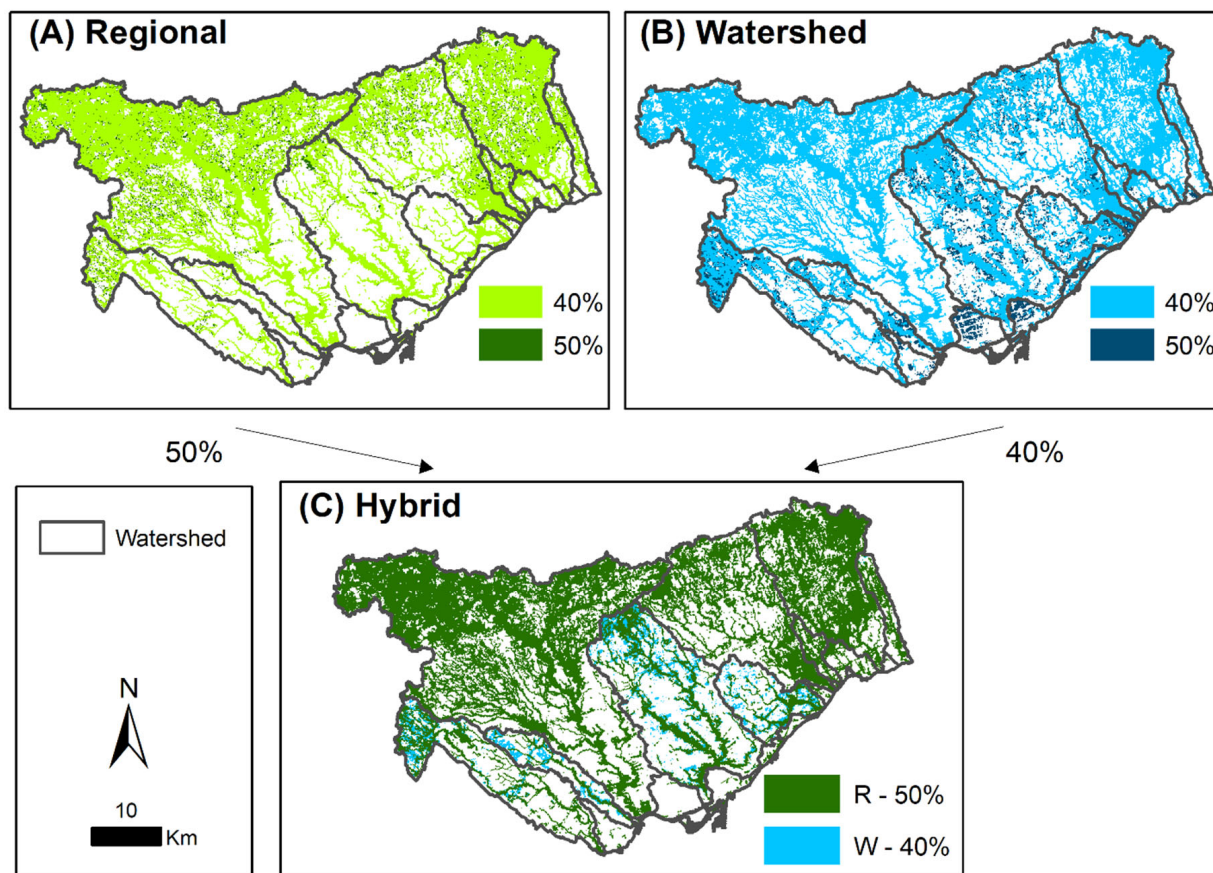 (A) Regional
40%
50%
(B) Watershed
40%
50%
50%
40%
Watershed
N
10
Km
(C) Hybrid
R - 50%
W - 40%